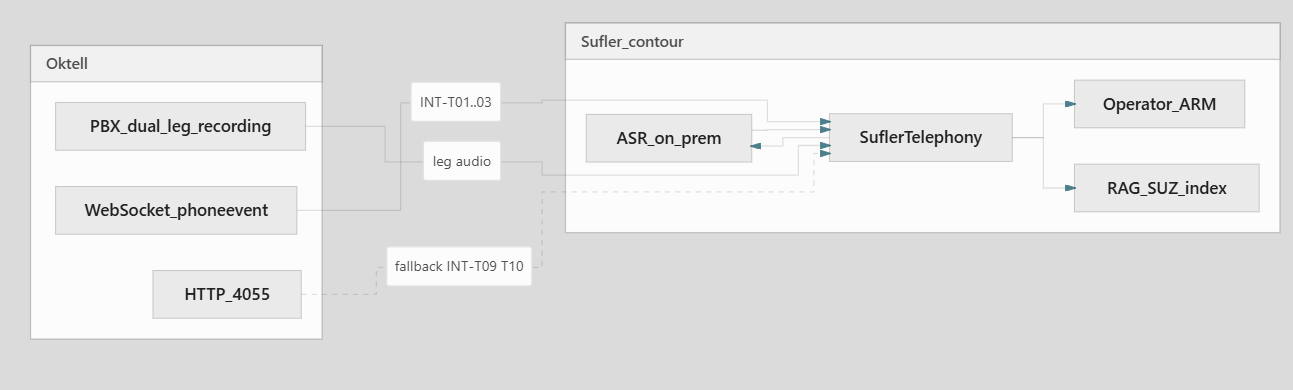 Oktell
PBX_dual_leg_recording
WebSocket_phoneevent
HTTP_4055
INT-T01..03
leg audio
fallback INT-T09 T10
Sufler_contour
ASR_on_prem
SuflerTelephony
Operator_ARM
RAG_SUZ_index